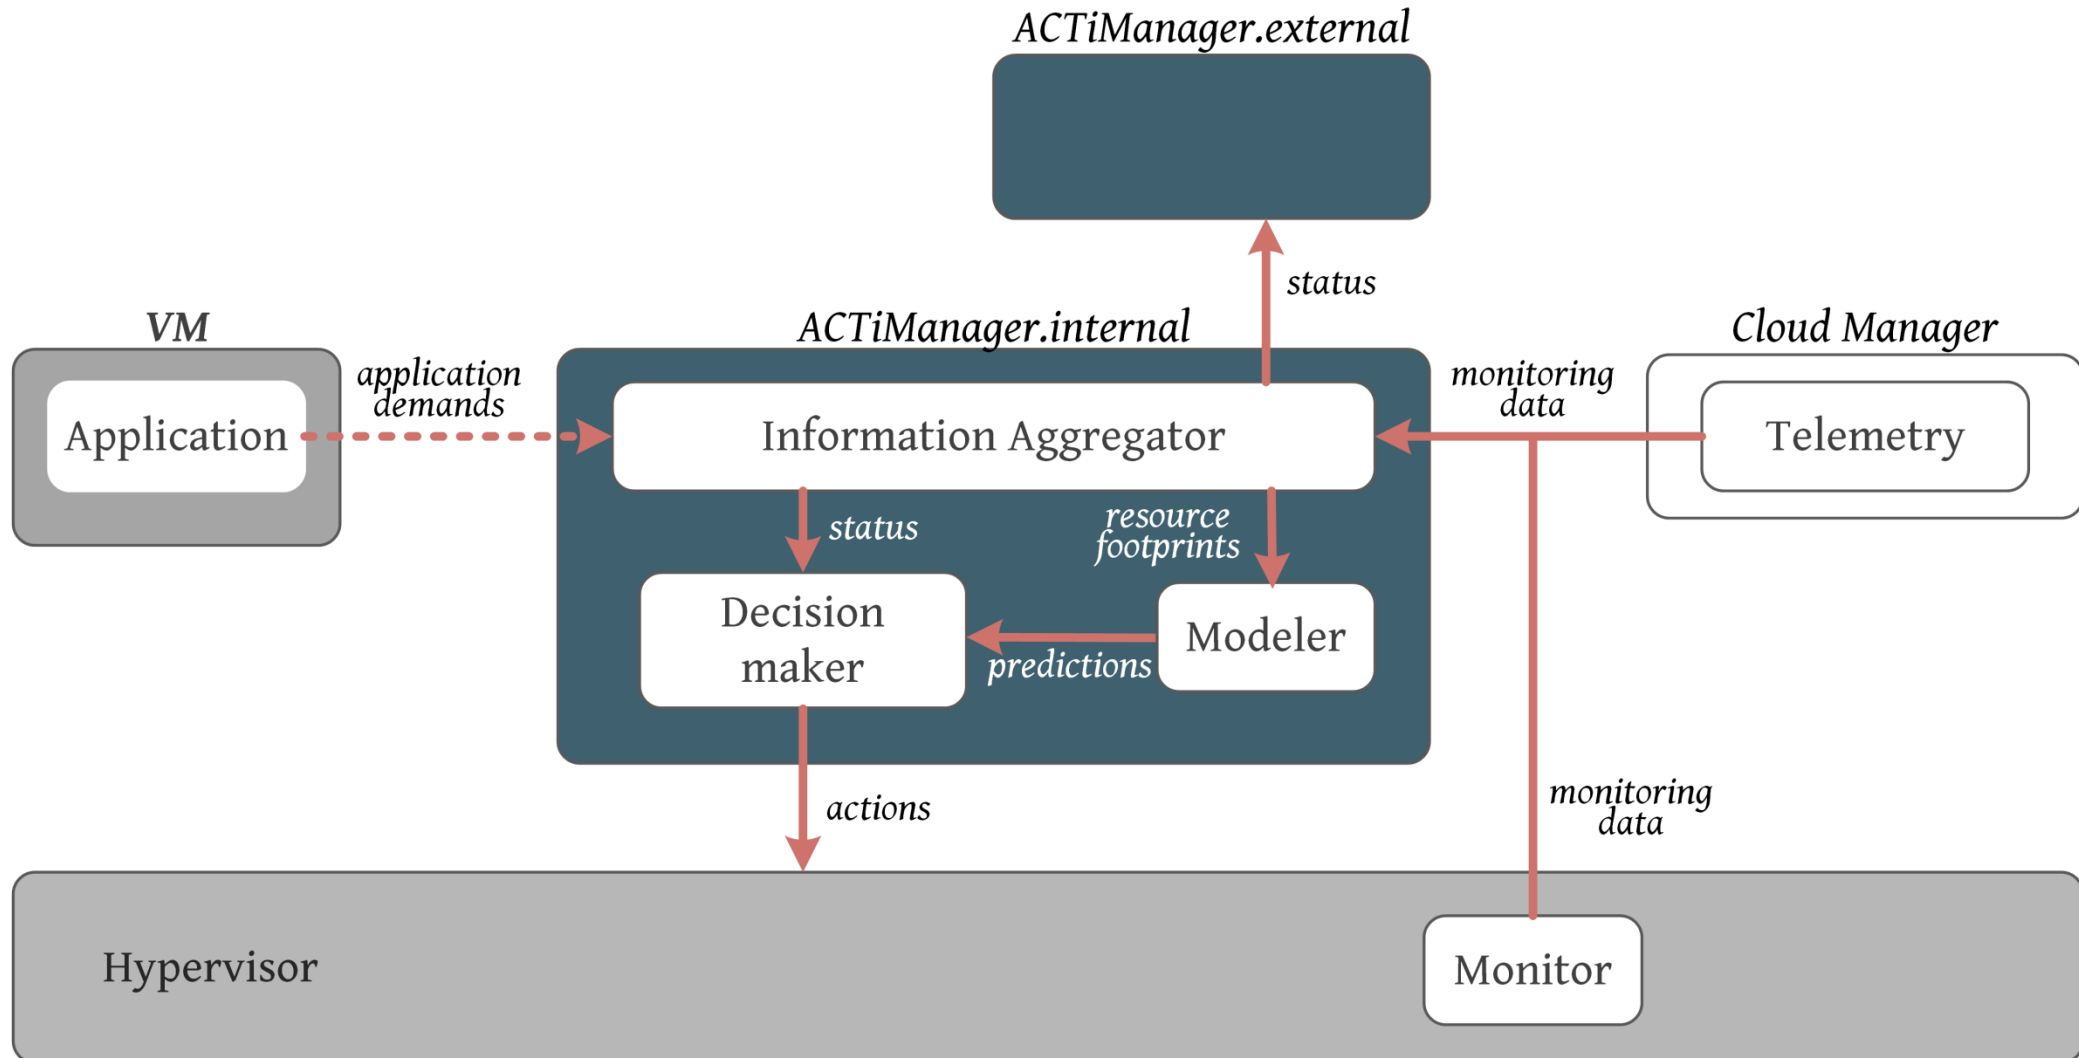 ACTiManager.external
status
VM
ACTiManager.internal
Cloud Manager
application
demands
monitoring
data
Application
Information Aggregator
Telemetry
status
resource
footprints
Decision
maker
predictions
Modeler
actions
monitoring
data
Hypervisor
Monitor